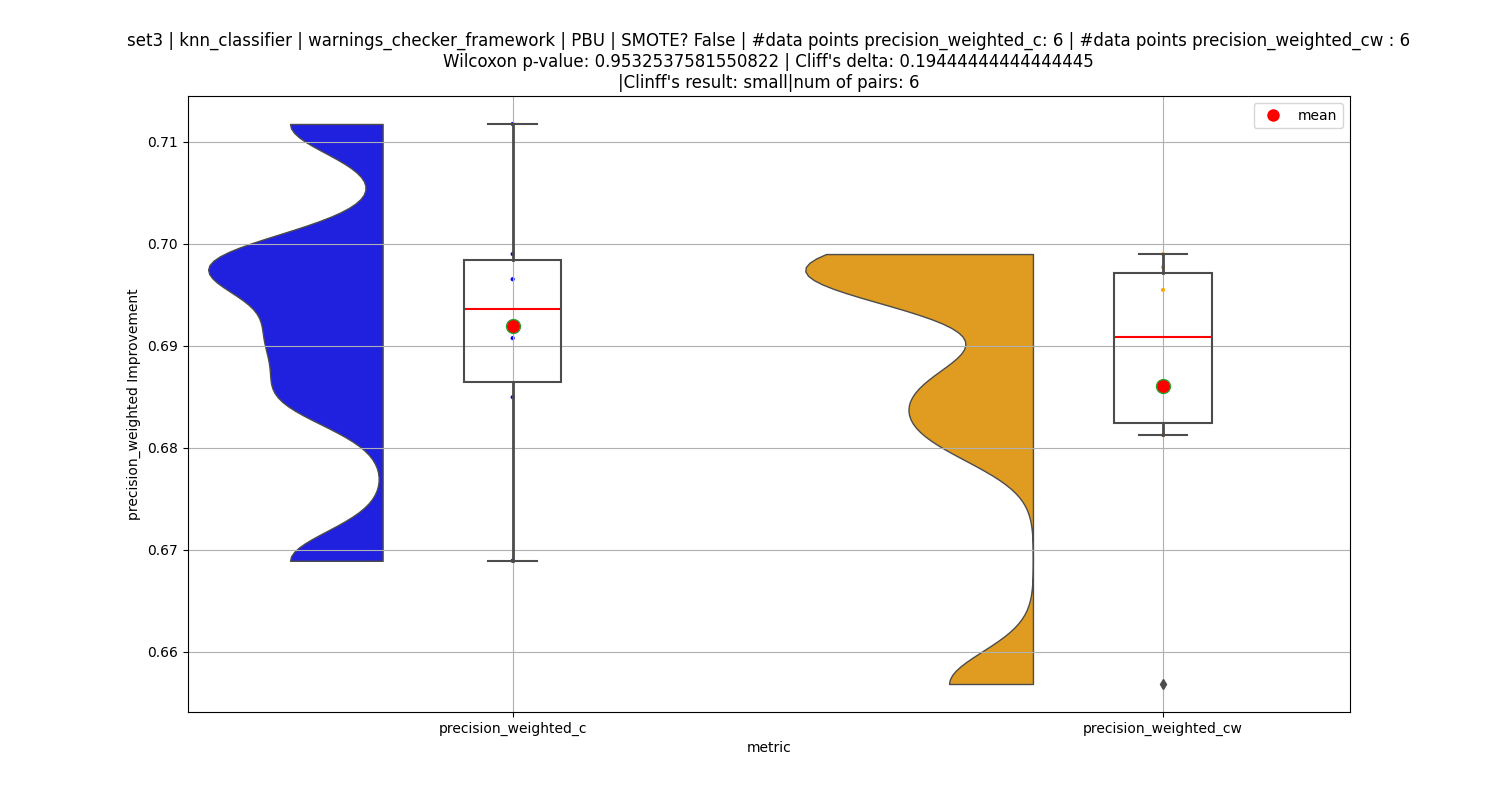 set3 | knn_classifier | warnings_checker_framework | PBU | SMOTE? False | #data points precision_weighted_c: 6 | #data points precision_weighted_cw : 6
Wilcoxon p-value: 0.9532537581550822 | Cliff's delta: 0.19444444444444445
|Clinff's result: small|num of pairs: 6
mean
0.71
0.70
0.69
0.68
0.67
0.66
precision_weighted Improvement
precision_weighted_c
precision_weighted_cw
metric